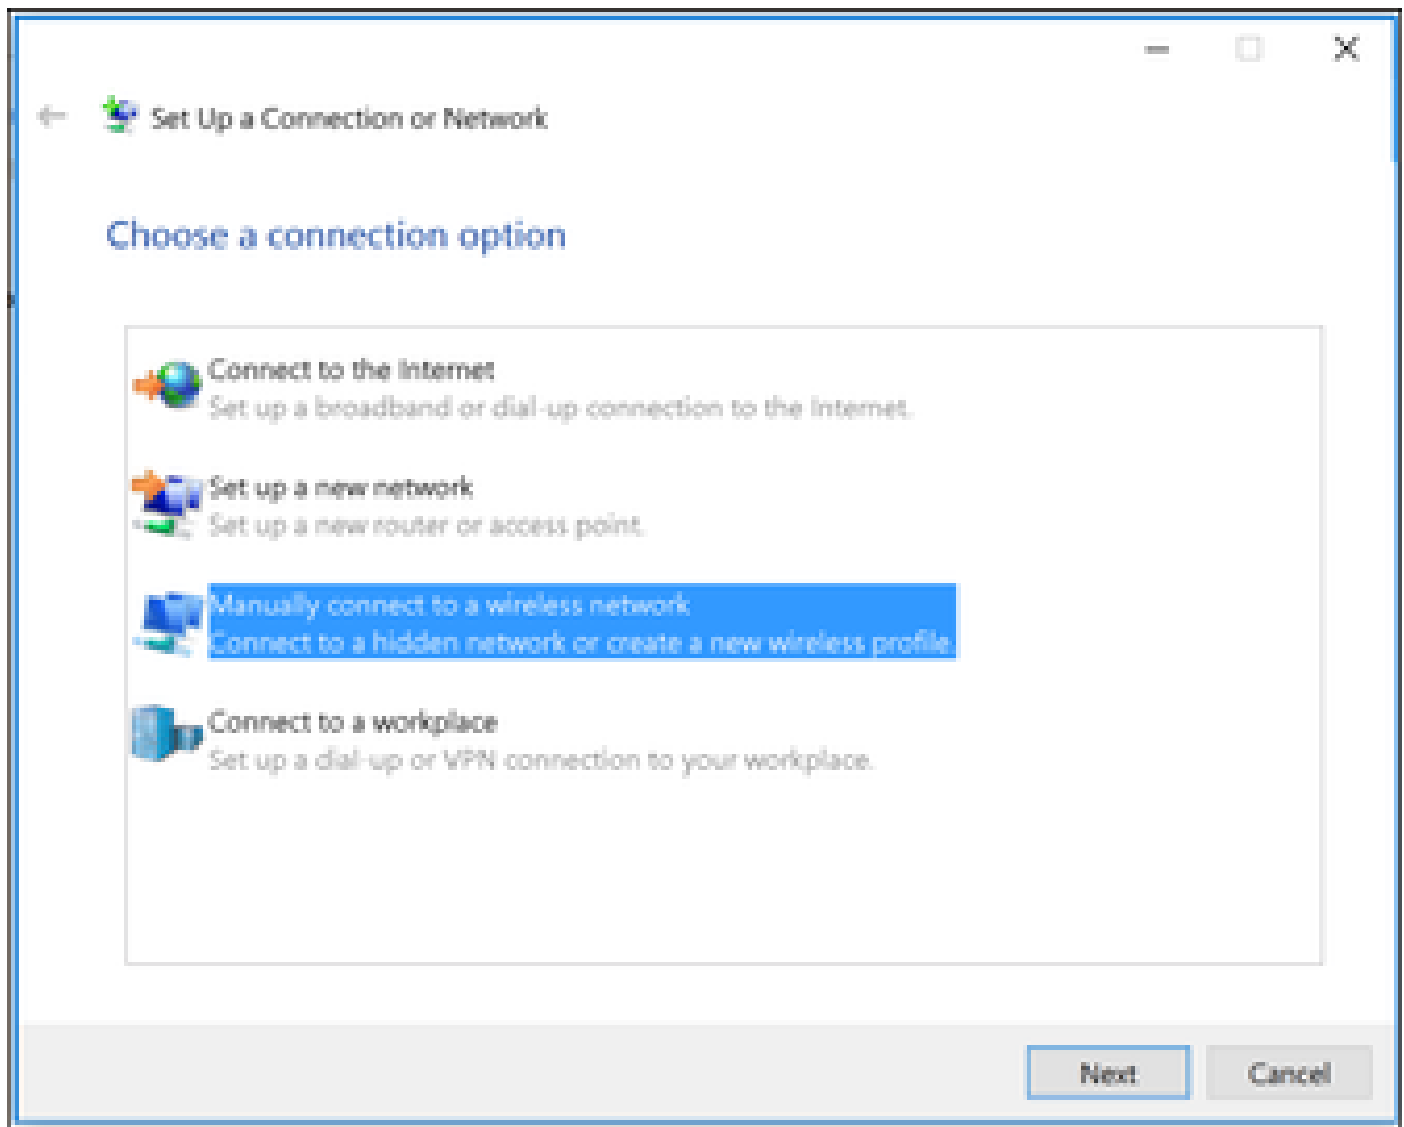 Set Up a Connection or Network
Choose a connection option
Connect to the Internet
Set up a broadband or dial-up connection to the Internet.
Set up a new network
Set up a new router or access point.
Manually connect to a wireless network
Connect to a hidden network or create a new wireless profile.
Connect to a workplace
Set up a dial-up or VPN connection to your workplace.
Next
Cancel